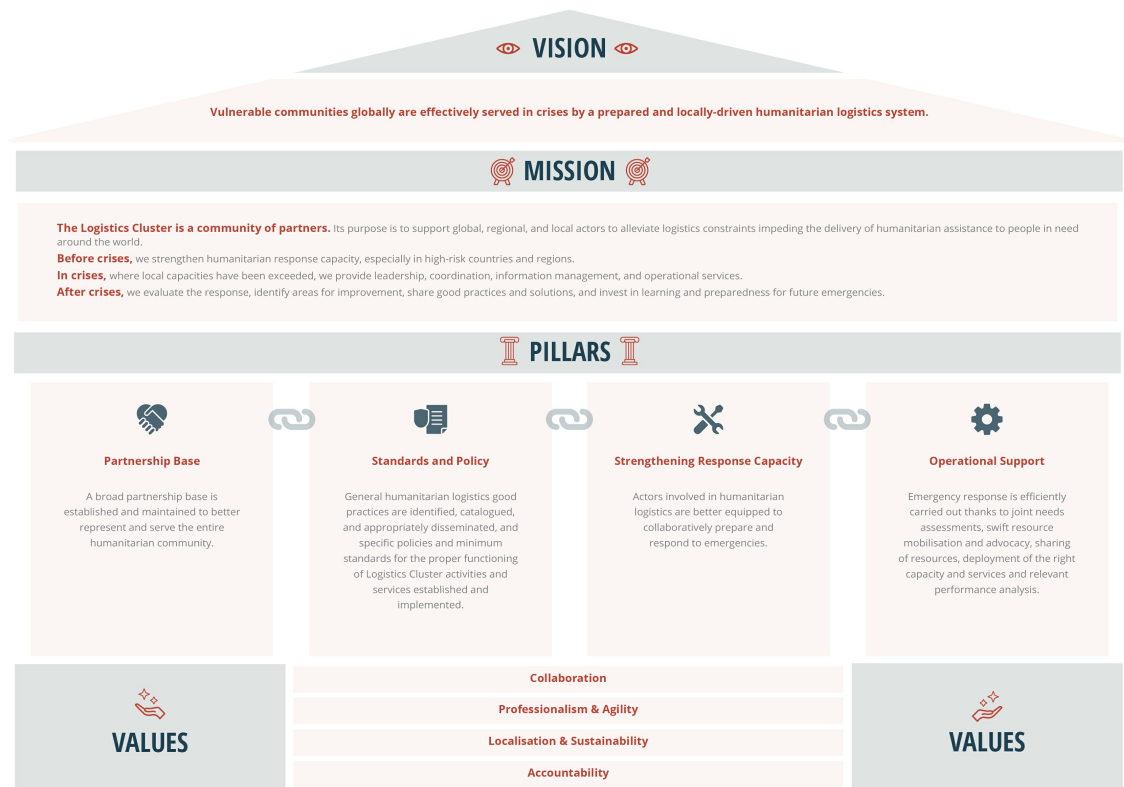 VISION
Vulnerable communities globally are effectively served in crises by a prepared and locally-driven humanitarian logistics system.
MISSION
The Logistics Cluster is a community of partners. Its purpose is to support global, regional, and local actors to alleviate logistics constraints impeding the delivery of humanitarian assistance to people in need
around the world.
Before crises, we strengthen humanitarian response capacity, especially in high-risk countries and regions.
In crises, where local capacities have been exceeded, we provide leadership, coordination, information management, and operational services.
After crises, we evaluate the response, identify areas for improvement, share good practices and solutions, and invest in learning and preparedness for future emergencies.
PILLARS
Partnership Base
A broad partnership base is
established and maintained to better
represent and serve the entire
humanitarian community.
Standards and Policy
General humanitarian logistics good
practices are identified, catalogued,
and appropriately disseminated, and
specific policies and minimum
standards for the proper functioning
of Logistics Cluster activities and
services established and
implemented.
Strengthening Response Capacity
Actors involved in humanitarian
logistics are better equipped to
collaboratively prepare and
respond to emergencies.
Operational Support
Emergency response is efficiently
carried out thanks to joint needs
assessments, swift resource
mobilisation and advocacy, sharing
of resources, deployment of the right
capacity and services and relevant
performance analysis.
VALUES
Collaboration
Professionalism & Agility
Localisation & Sustainability
Accountability
VALUES